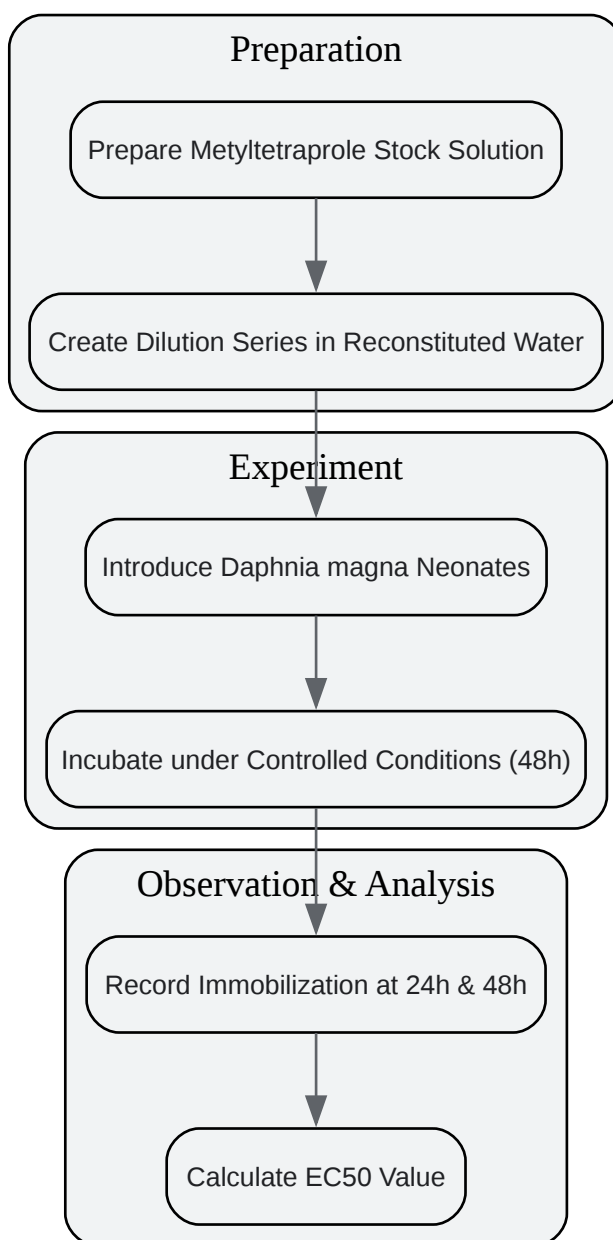 Preparation
Prepare Metyltetraprole Stock Solution
Create Dilution Series in Reconstituted Water
Experiment
Introduce Daphnia magna Neonates
Incubate under Controlled Conditions (48h)
Observation & Analysis
Record Immobilization at 24h & 48h
Calculate EC50 Value